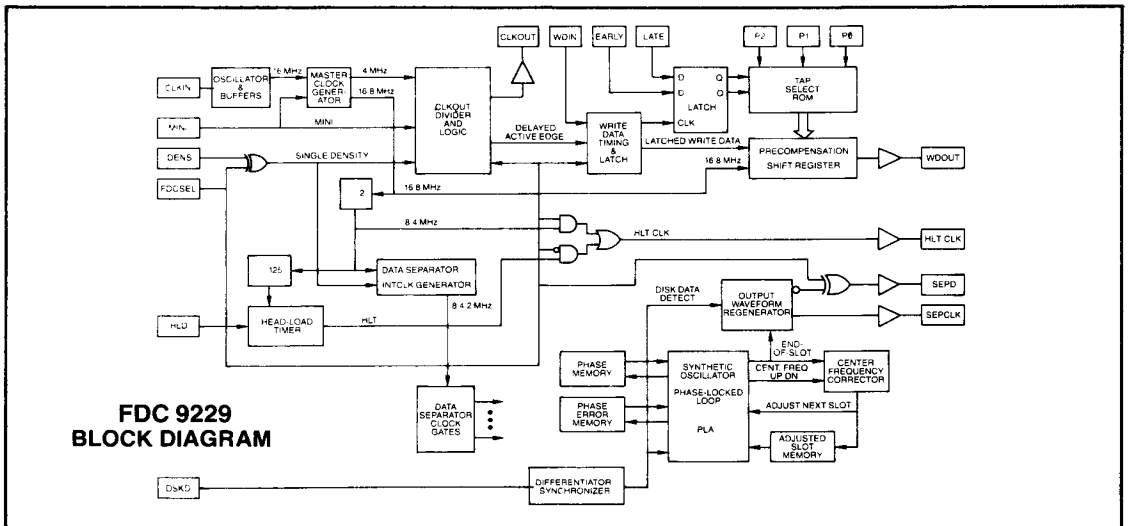 CLKOUT
WDIN
EARLY
LATE
P2
P1
P0
CLKIN
OSCILLATOR
&
BUFFERS
16 MHz
MASTER
CLOCK
GENER-
ATOR
4 MHz
16 8 MHz
CLKOUT
DIVIDER
AND
LOGIC
D Q
D Q
LATCH
CLK
TAP
SELECT
ROM
MINI
MINI
DELAYED
ACTIVE EDGE
WRITE
DATA
TIMING
&
LATCH
LATCHED WRITE DATA
PRECOMPENSATION
SHIFT REGISTER
WDOUT
DENS
SINGLE DENSITY
FDCSEL
16 8 MHz
16 8 MHz
2
8 4 MHz
HLT CLK
HLT CLK
125
DATA SEPARATOR
INTCLK GENERATOR
8 4 2 MHz
DISK DATA
DETECT
OUTPUT
WAVEFORM
REGENERATOR
SEPD
SEPCLK
HLD
HEAD-LOAD
TIMER
HLT
END-
OF-SLOT
PHASE
MEMORY
SYNTHETIC
OSCILLATOR
PHASE-LOCKED
LOOP
PLA
CENT. FREQ
UP DN
CENTER
FREQUENCY
CORRECTOR
PHASE
ERROR
MEMORY
ADJUST NEXT SLOT
ADJUSTED
SLOT
MEMORY
DATA
SEPARATOR
CLOCK
GATES
FDC 9229
BLOCK DIAGRAM
DSKD
DIFFERENTIATOR
SYNCHRONIZER